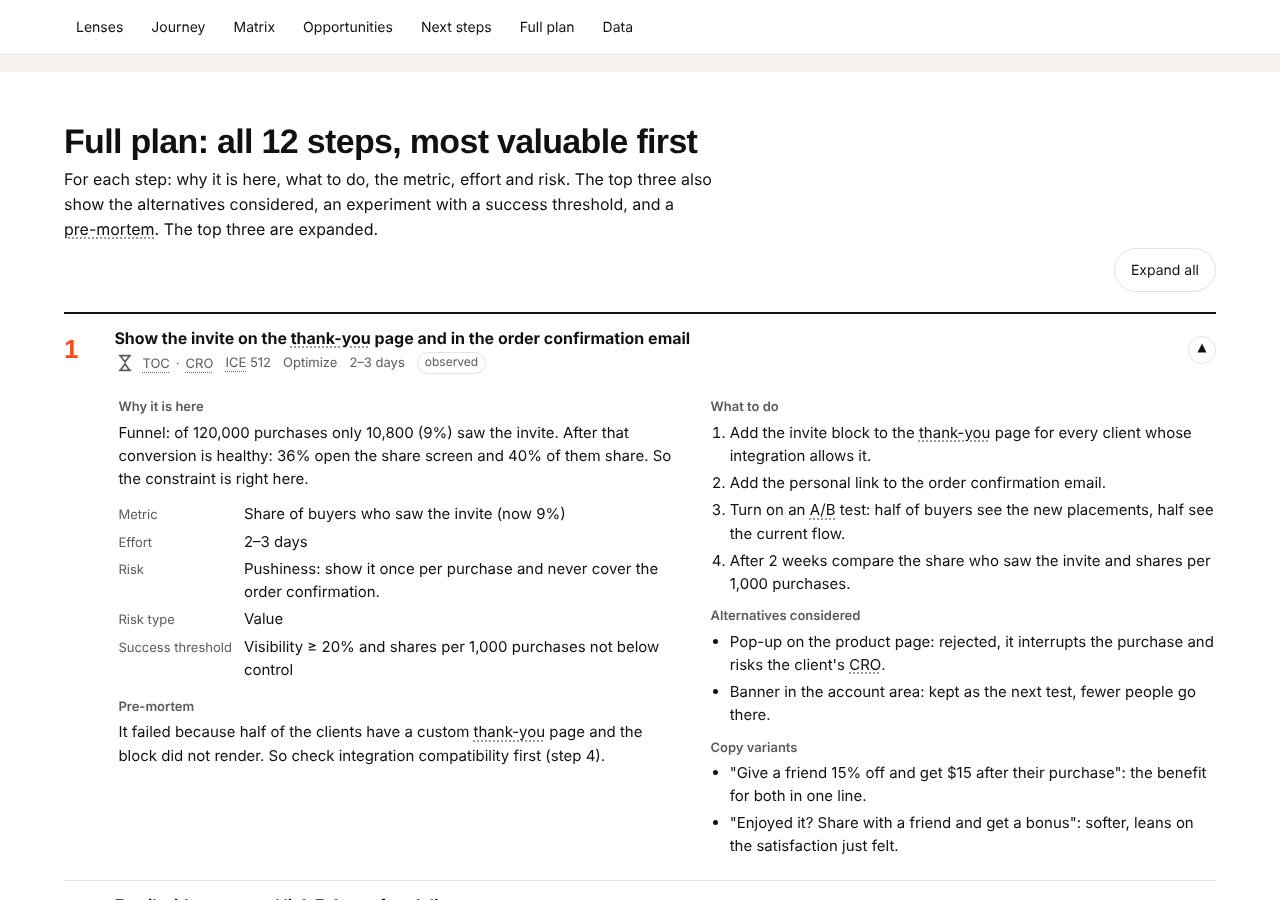 Lenses Journey Matrix Opportunities Next steps Full plan Data
Full plan: all 12 steps, most valuable first
For each step: why it is here, what to do, the metric, effort and risk. The top three also
show the alternatives considered, an experiment with a success threshold, and a
pre-mortem. The top three are expanded.
Expand all
1
Show the invite on the thank-you page and in the order confirmation email
TOC · CRO ICE 512 Optimize 2–3 days observed
Why it is here
Funnel: of 120,000 purchases only 10,800 (9%) saw the invite. After that
conversion is healthy: 36% open the share screen and 40% of them share. So
the constraint is right here.
Metric Share of buyers who saw the invite (now 9%)
Effort 2–3 days
Risk Pushiness: show it once per purchase and never cover the
order confirmation.
Risk type Value
Success threshold Visibility ≥ 20% and shares per 1,000 purchases not below
control
Pre-mortem
It failed because half of the clients have a custom thank-you page and the
block did not render. So check integration compatibility first (step 4).
What to do
1. Add the invite block to the thank-you page for every client whose
integration allows it.
2. Add the personal link to the order confirmation email.
3. Turn on an A/B test: half of buyers see the new placements, half see
the current flow.
4. After 2 weeks compare the share who saw the invite and shares per
1,000 purchases.
Alternatives considered
• Pop-up on the product page: rejected, it interrupts the purchase and
risks the client's CRO.
• Banner in the account area: kept as the next test, fewer people go
there.
Copy variants
• "Give a friend 15% off and get $15 after their purchase": the benefit
for both in one line.
• "Enjoyed it? Share with a friend and get a bonus": softer, leans on
the satisfaction just felt.